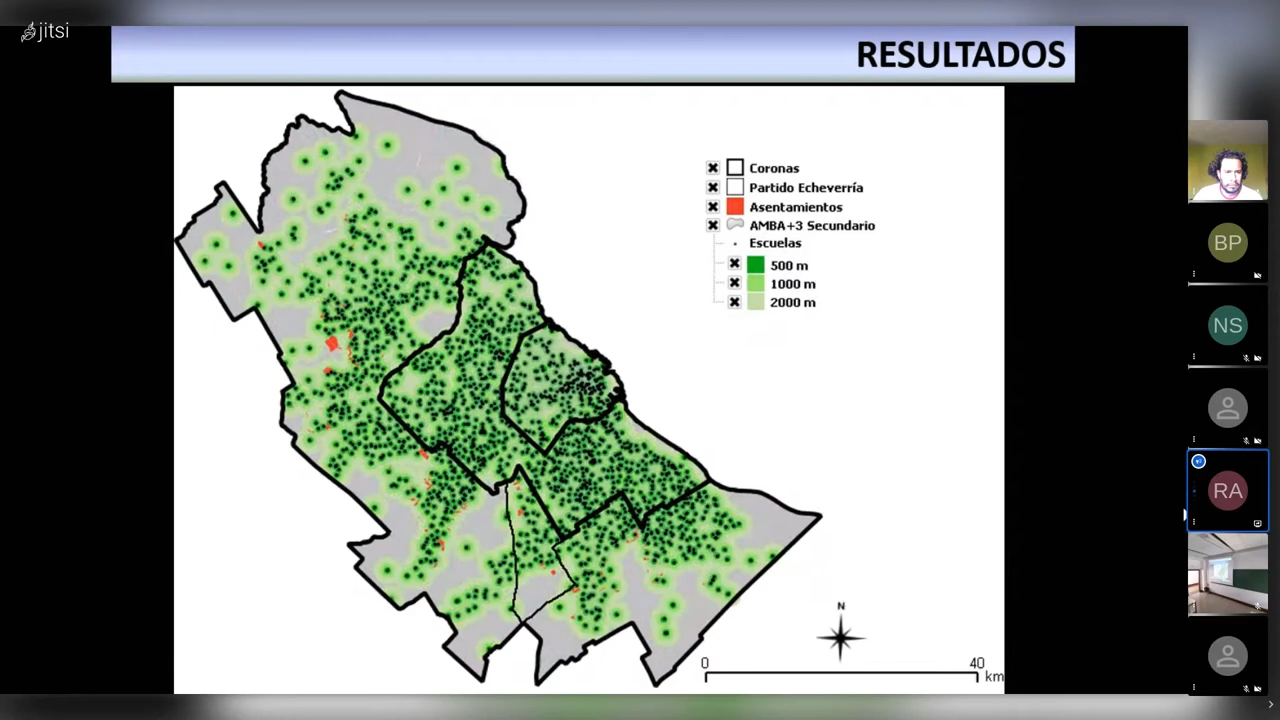 jitsi
RESULTADOS
Coronas
Partido Echeverría
Asentamientos
AMBA+3 Secundario
Escuelas
500 m
1000 m
2000 m
N
0 40
km
BP
NS
RA